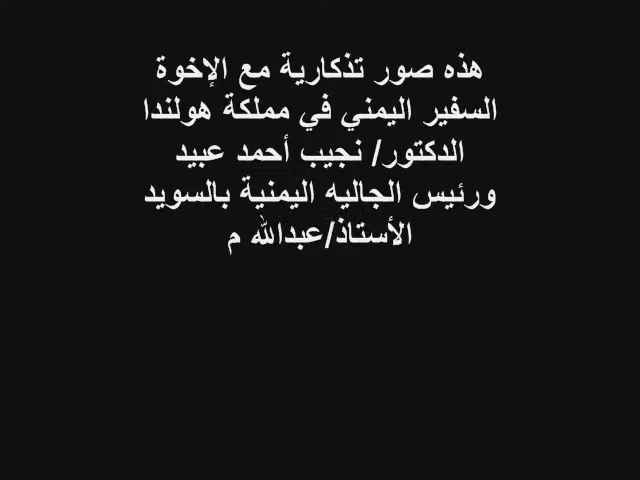 هذه صور تذكارية مع الإخوة
السفير اليمني في مملكة هولندا
الدكتور/ نجيب أحمد عبيد
ورئيس الجاليه اليمنية بالسويد
الأستاذ/عبدالله م